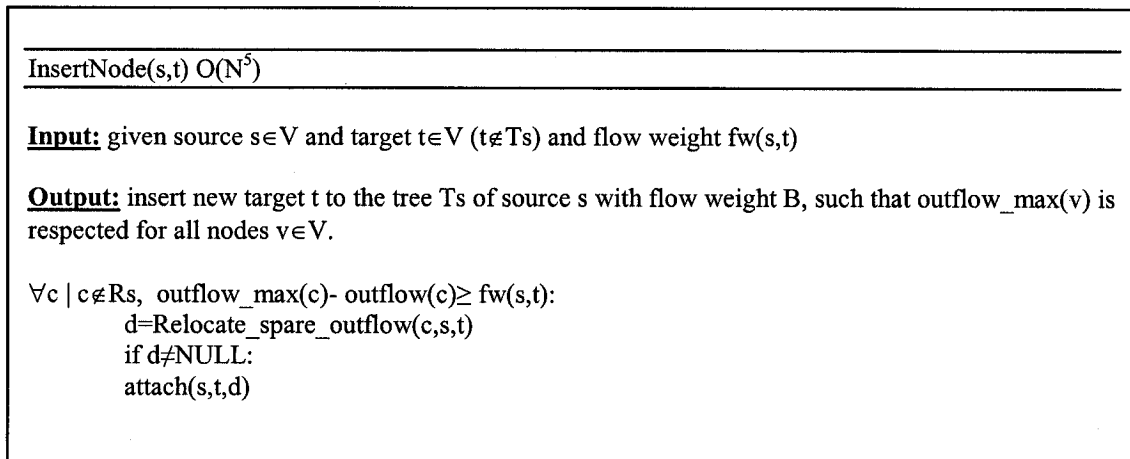 InsertNode(s,t) O(N⁵)
Input: given source s∈V and target t∈V (t∉Ts) and flow weight fw(s,t)
Output: insert new target t to the tree Ts of source s with flow weight B, such that outflow_max(v) is
respected for all nodes v∈V.
∀c | c∉Rs, outflow_max(c)- outflow(c)≥ fw(s,t):
d=Relocate_spare_outflow(c,s,t)
if d≠NULL:
attach(s,t,d)